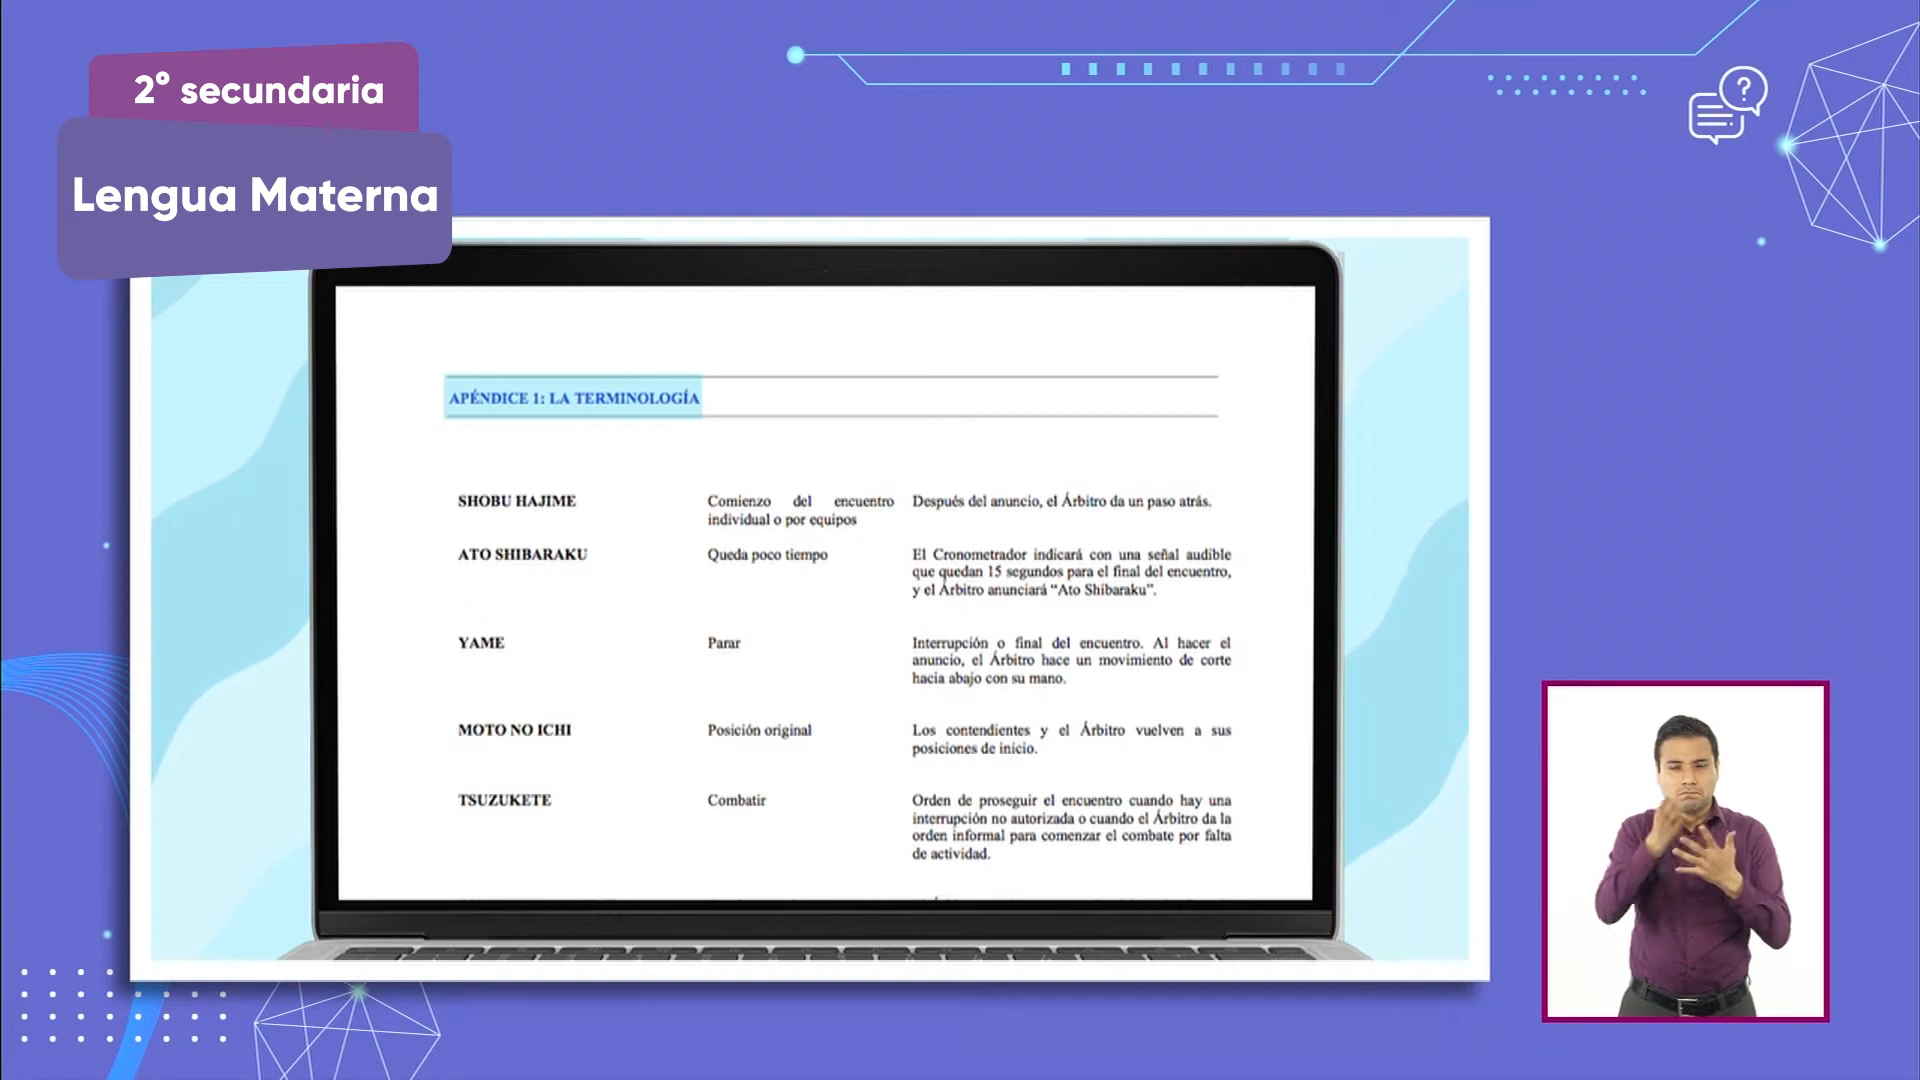 2° secundaria
Lengua Materna
?
APÉNDICE 1: LA TERMINOLOGÍA
SHOBU HAJIME
Comienzo del encuentro
individual o por equipos
Después del anuncio, el Árbitro da un paso atrás.
ATO SHIBARAKU
Queda poco tiempo
El Cronometrador indicará con una señal audible
que quedan 15 segundos para el final del encuentro,
y el Árbitro anunciará “Ato Shibaraku”.
YAME
Parar
Interrupción o final del encuentro. Al hacer el
anuncio, el Árbitro hace un movimiento de corte
hacia abajo con su mano.
MOTO NO ICHI
Posición original
Los contendientes y el Árbitro vuelven a sus
posiciones de inicio.
TSUZUKETE
Combatir
Orden de proseguir el encuentro cuando hay una
interrupción no autorizada o cuando el Árbitro da la
orden informal para comenzar el combate por falta
de actividad.